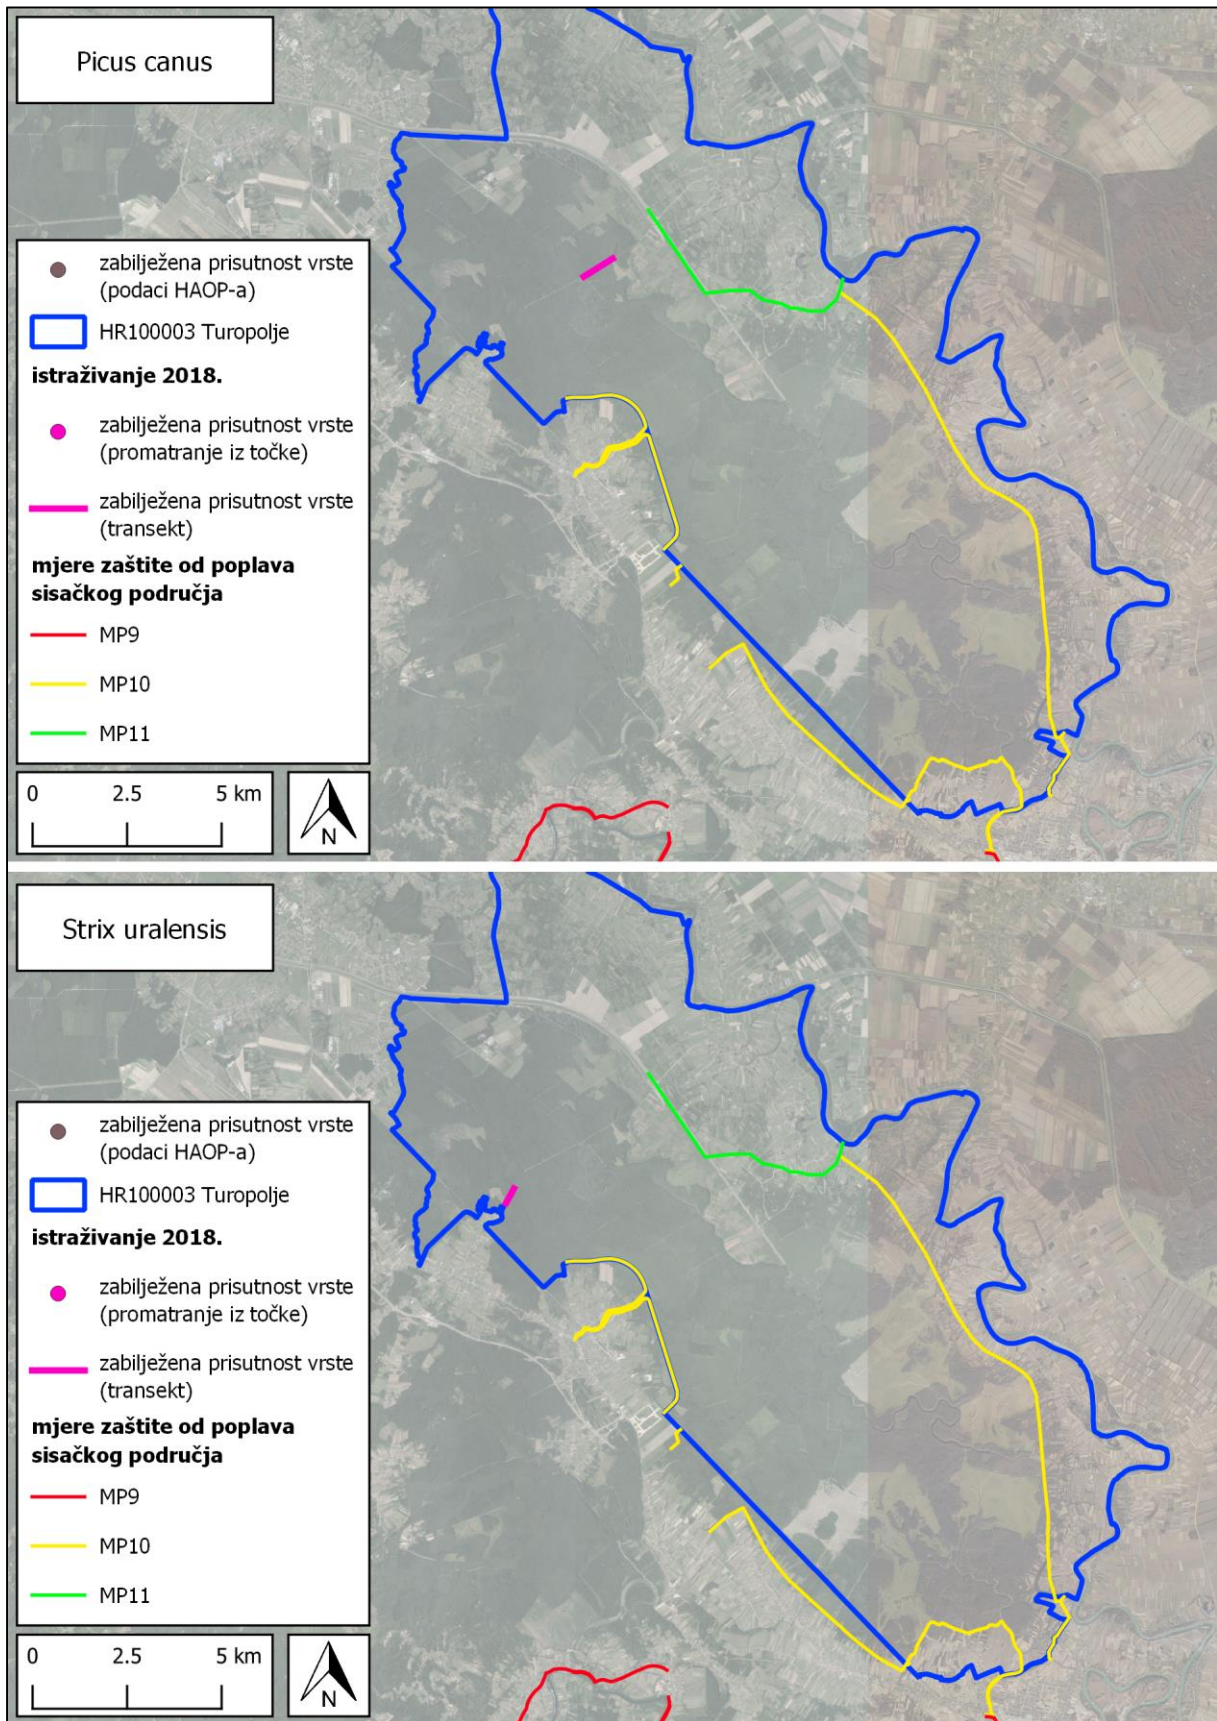 Picus canus
zabilježena prisutnost vrste
(podaci HAOP-a)
HR100003 Turopolje
istraživanje 2018.
zabilježena prisutnost vrste
(promatranje iz točke)
zabilježena prisutnost vrste
(transekt)
mjere zaštite od poplava
sisačkog područja
MP9
MP10
MP11
0 2.5 5 km
N
Strix uralensis
zabilježena prisutnost vrste
(podaci HAOP-a)
HR100003 Turopolje
istraživanje 2018.
zabilježena prisutnost vrste
(promatranje iz točke)
zabilježena prisutnost vrste
(transekt)
mjere zaštite od poplava
sisačkog područja
MP9
MP10
MP11
0 2.5 5 km
N